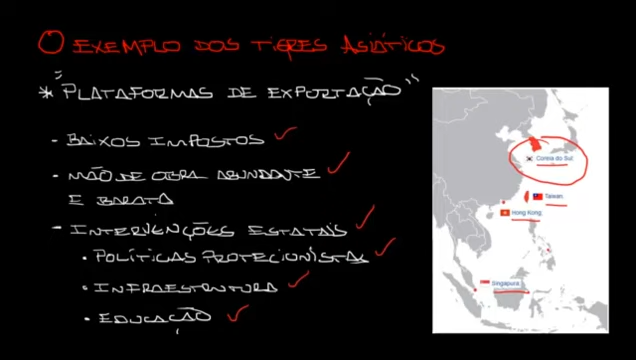 O EXEMPLO DOS TIGRES ASIÁTICOS
* "PLATAFORMAS DE EXPORTAÇÃO"
- BAIXOS IMPOSTOS
- MÃO DE OBRA ABUNDANTE
E BARATA
- INTERVENÇÕES ESTATAIS
• POLÍTICAS PROTECIONISTAS
• INFRAESTRUTURA
• EDUCAÇÃO
Coreia do Sul
Taiwan
Hong Kong
Singapura